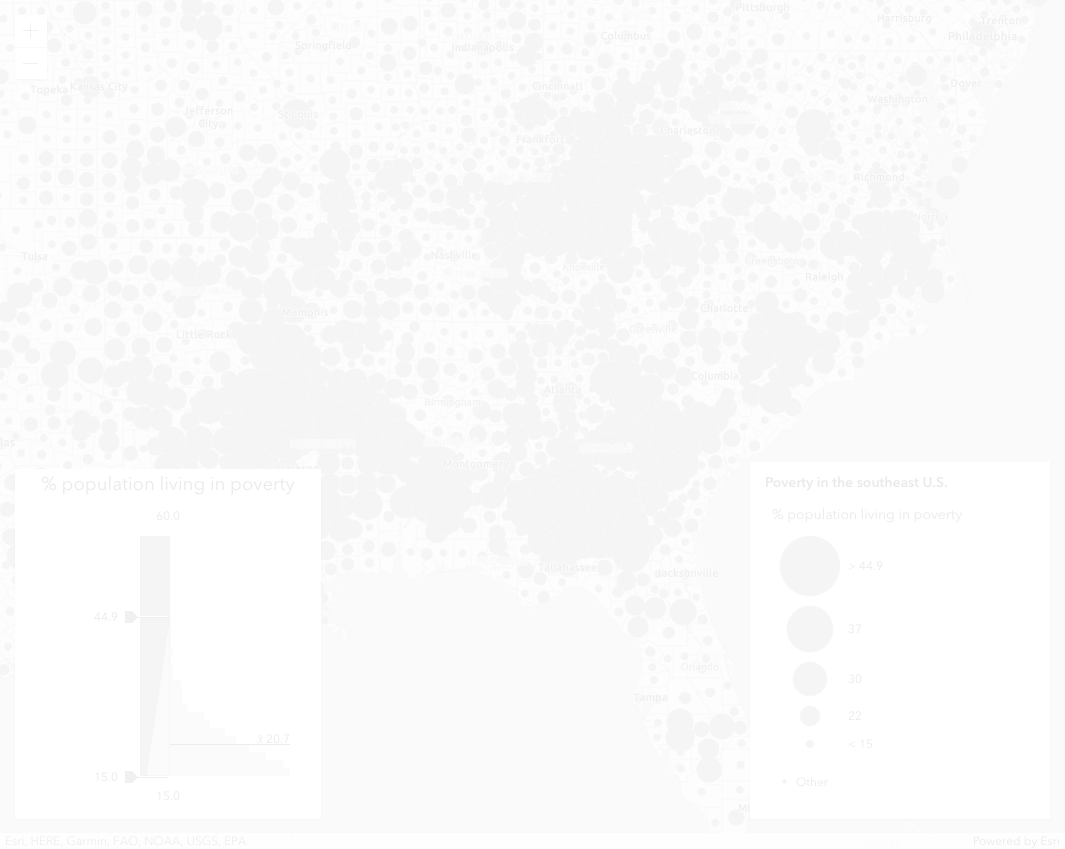 Pittsburgh
Harrisburg
Trenton
Philadelphia
Columbus
Springfield
Indianapolis
Topeka
Kansas City
Cincinnati
Dover
Washington
Jefferson
City
St Louis
Frankfort
Charleston
Richmond
Norfolk
Tulsa
Nashville
Knoxville
Greensboro
Raleigh
Memphis
Charlotte
Little Rock
Greenville
Columbia
Atlanta
Birmingham
Montgomery
Tallahassee
Jacksonville
Orlando
Tampa
% population living in poverty
60.0
44.9
x̄ 20.7
15.0
15.0
Poverty in the southeast U.S.
% population living in poverty
> 44.9
37
30
22
< 15
Other
Esri, HERE, Garmin, FAO, NOAA, USGS, EPA
Powered by Esri